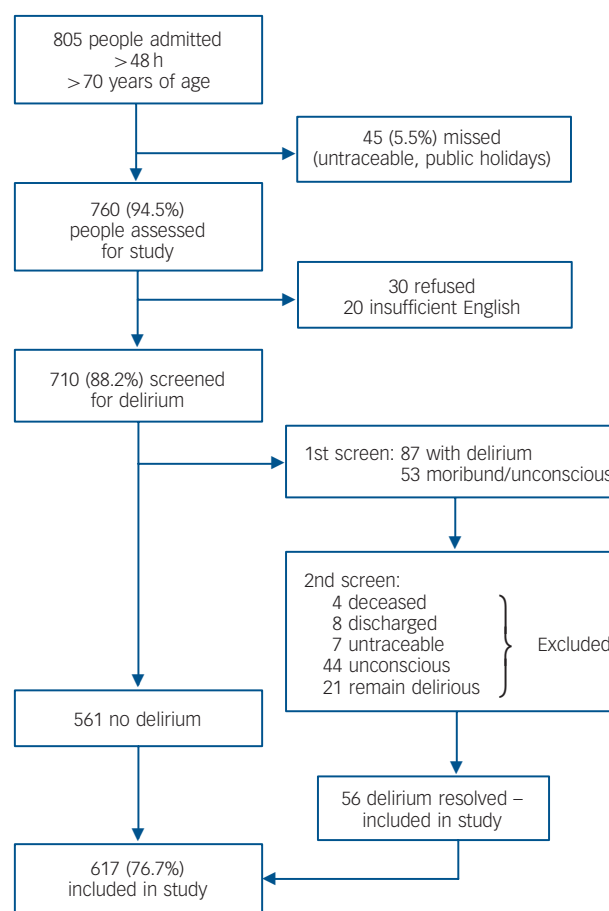 805 people admitted
>48 h
>70 years of age
45 (5.5%) missed
(untraceable, public holidays)
760 (94.5%)
people assessed
for study
30 refused
20 insufficient English
710 (88.2%) screened
for delirium
1st screen: 87 with delirium
53 moribund/unconscious
2nd screen:
4 deceased
8 discharged
7 untraceable
44 unconscious
21 remain delirious
Excluded
561 no delirium
56 delirium resolved –
included in study
617 (76.7%)
included in study